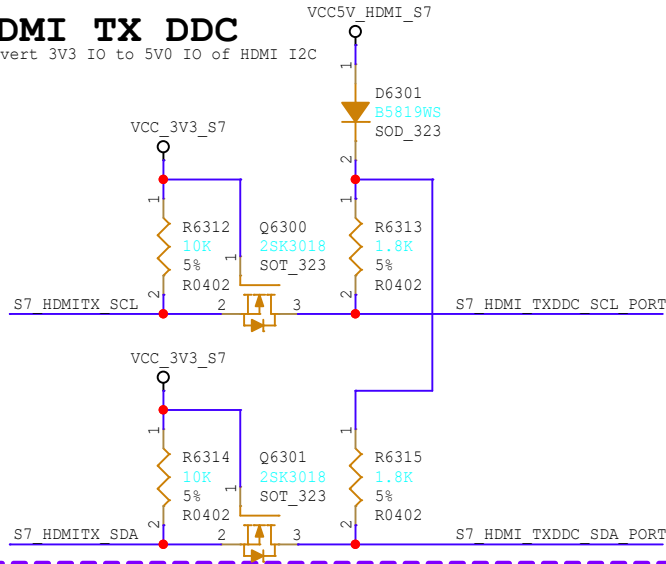 DMI TX DDC
vert 3V3 IO to 5V0 IO of HDMI I2C
VCC5V_HDMI_S7
1
D6301
B5819WS
SOD_323
2
VCC_3V3_S7
1
R6312
10K
5%
R0402
2
Q6300
2SK3018
SOT_323
1
2
3
1
R6313
1.8K
5%
R0402
2
S7_HDMITX_SCL
S7_HDMI_TXDDC_SCL_PORT
VCC_3V3_S7
1
R6314
10K
5%
R0402
2
Q6301
2SK3018
SOT_323
1
2
3
1
R6315
1.8K
5%
R0402
2
S7_HDMITX_SDA
S7_HDMI_TXDDC_SDA_PORT